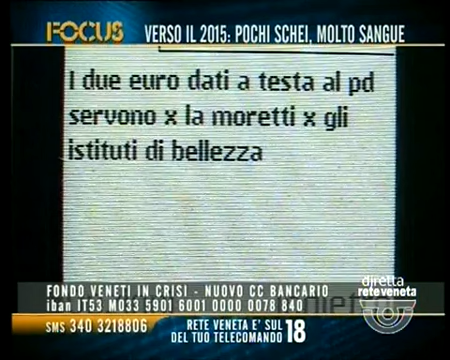 FOCUS
VERSO IL 2015: POCHI SCHEI, MOLTO SANGUE
I due euro dati a testa al pd
servono x la moretti x gli
istituti di bellezza
FONDO VENETI IN CRISI - NUOVO CC BANCARIO
iban IT53 M033 5901 6001 0000 0078 840
diretta
reteveneta
SMS 340 3218806
RETE VENETA E' SUL
DEL TUO TELECOMANDO 18